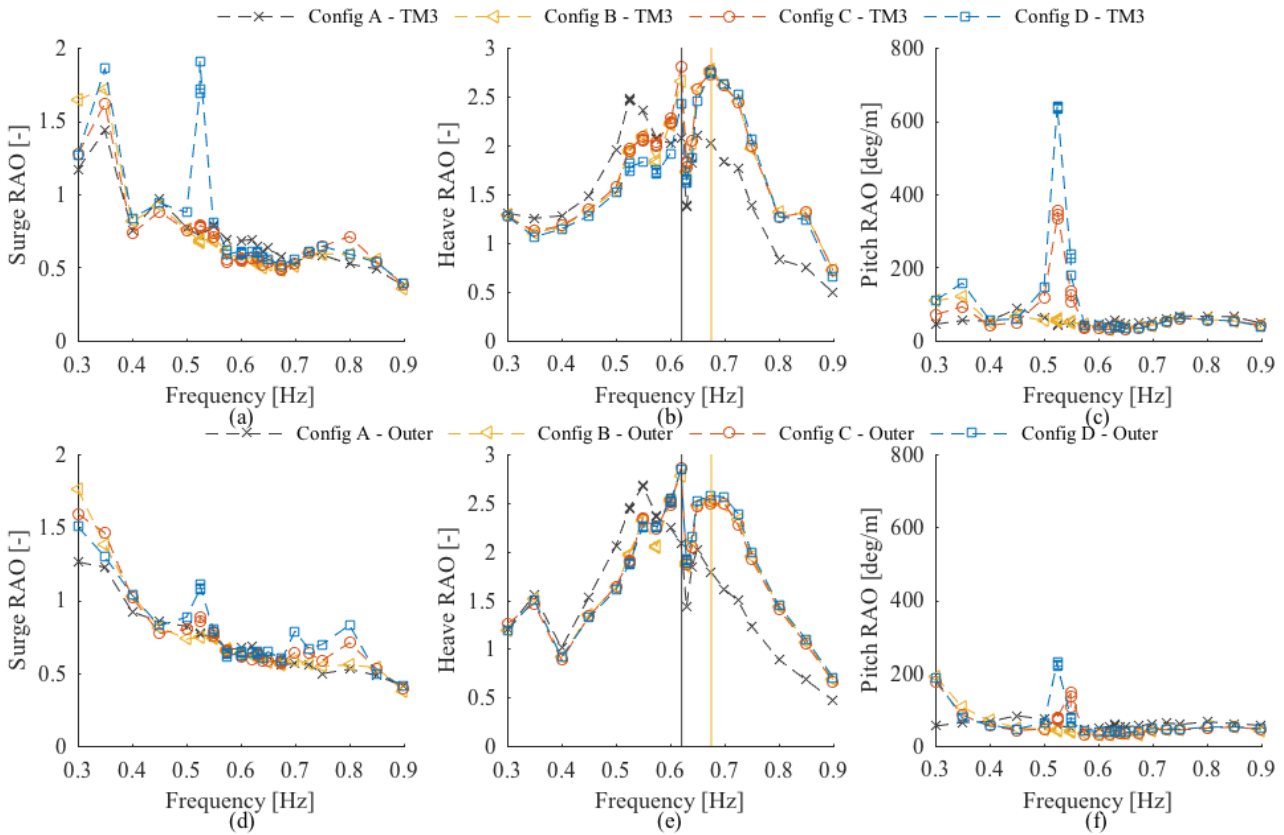 Config A - TM3 Config B - TM3 Config C - TM3 Config D - TM3
2
1.5
1
0.5
0
Surge RAO [-]
0.3 0.4 0.5 0.6 0.7 0.8 0.9
Frequency [Hz]
(a)
3
2.5
2
1.5
1
0.5
0
Heave RAO [-]
0.3 0.4 0.5 0.6 0.7 0.8 0.9
Frequency [Hz]
(b)
800
600
400
200
0
Pitch RAO [deg/m]
0.3 0.4 0.5 0.6 0.7 0.8 0.9
Frequency [Hz]
(c)
Config A - Outer Config B - Outer Config C - Outer Config D - Outer
2
1.5
1
0.5
0
Surge RAO [-]
0.3 0.4 0.5 0.6 0.7 0.8 0.9
Frequency [Hz]
(d)
3
2.5
2
1.5
1
0.5
0
Heave RAO [-]
0.3 0.4 0.5 0.6 0.7 0.8 0.9
Frequency [Hz]
(e)
800
600
400
200
0
Pitch RAO [deg/m]
0.3 0.4 0.5 0.6 0.7 0.8 0.9
Frequency [Hz]
(f)